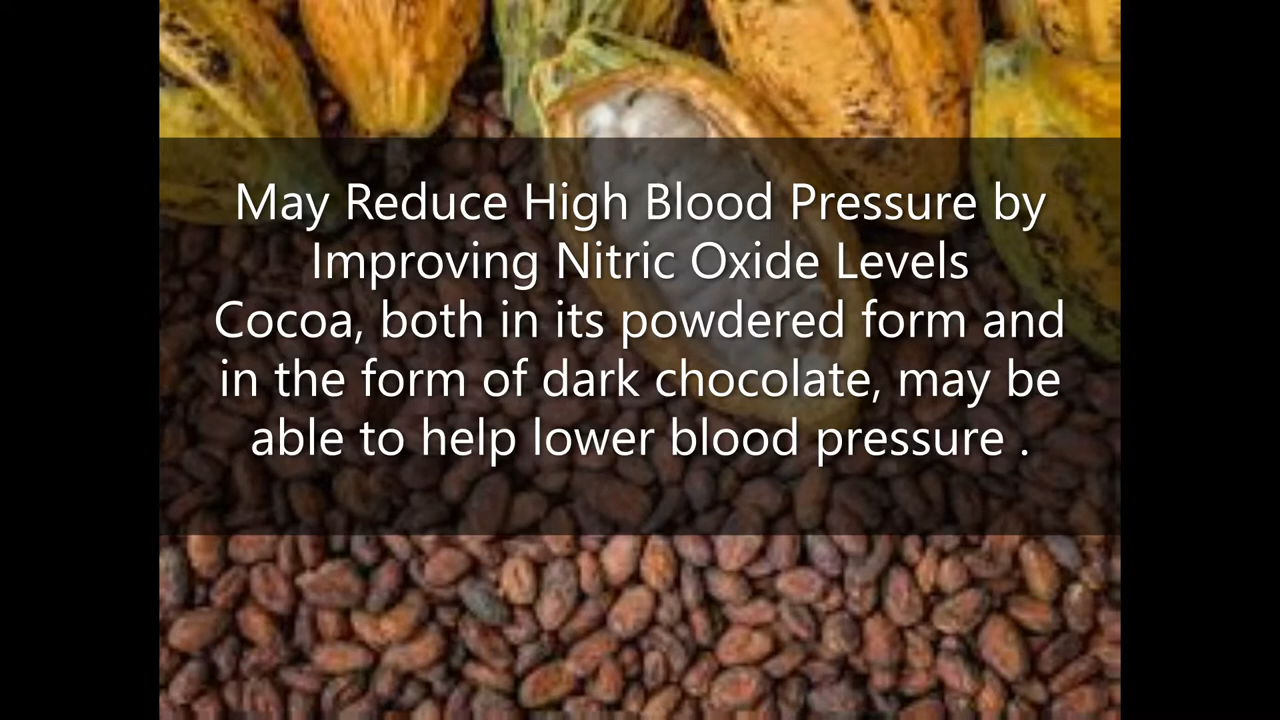 May Reduce High Blood Pressure by
Improving Nitric Oxide Levels
Cocoa, both in its powdered form and
in the form of dark chocolate, may be
able to help lower blood pressure .